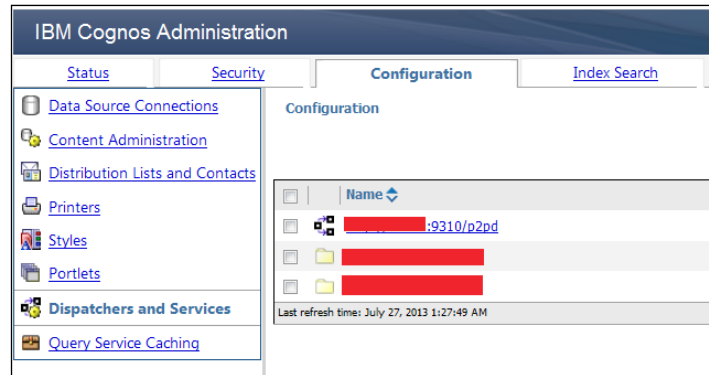 IBM Cognos Administration
Status Security Configuration Index Search
Data Source Connections
Content Administration
Distribution Lists and Contacts
Printers
Styles
Portlets
Dispatchers and Services
Query Service Caching
Configuration
Name
:9310/p2pd
Last refresh time: July 27, 2013 1:27:49 AM